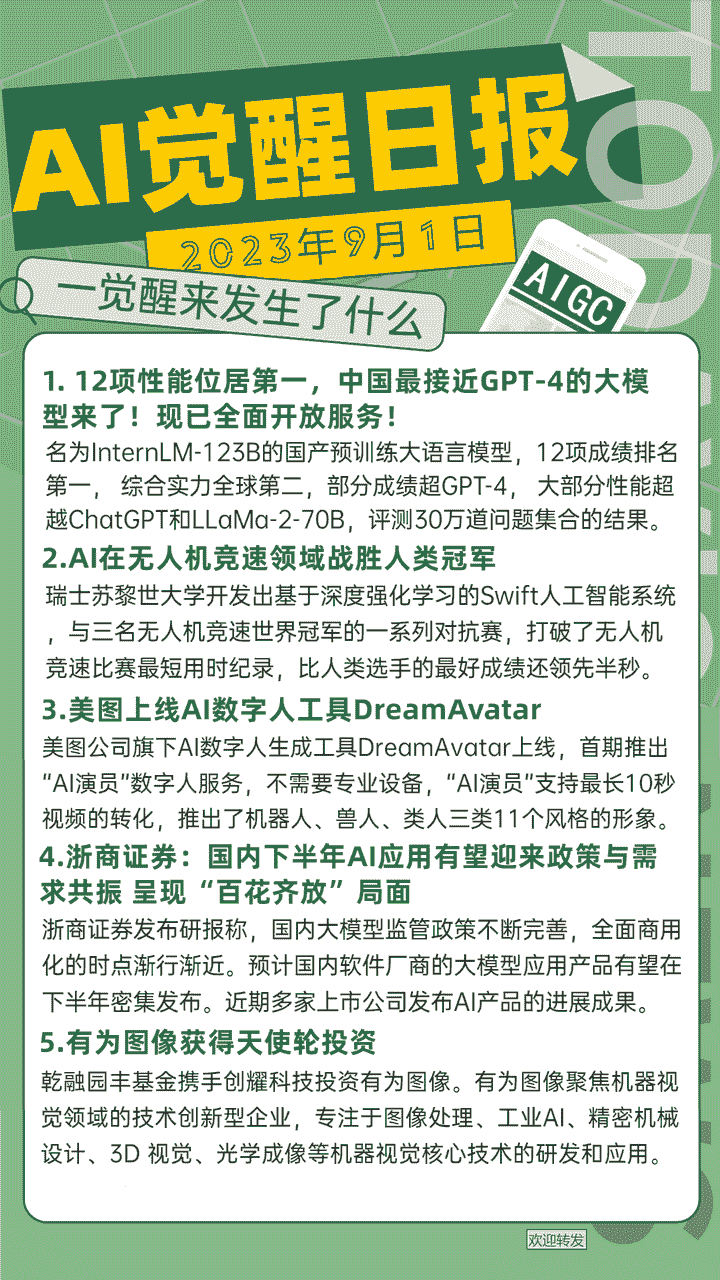 AI觉醒日报
2023年9月1日
一觉醒来发生了什么
AIGC
1. 12项性能位居第一，中国最接近GPT-4的大模
型来了！现已全面开放服务！
名为InternLM-123B的国产预训练大语言模型，12项成绩排名
第一， 综合实力全球第二，部分成绩超GPT-4， 大部分性能超
越ChatGPT和LLaMa-2-70B，评测30万道问题集合的结果。
2.AI在无人机竞速领域战胜人类冠军
瑞士苏黎世大学开发出基于深度强化学习的Swift人工智能系统
，与三名无人机竞速世界冠军的一系列对抗赛，打破了无人机
竞速比赛最短用时纪录，比人类选手的最好成绩还领先半秒。
3.美图上线AI数字人工具DreamAvatar
美图公司旗下AI数字人生成工具DreamAvatar上线，首期推出
“AI演员”数字人服务，不需要专业设备，“AI演员”支持最长10秒
视频的转化，推出了机器人、兽人、类人三类11个风格的形象。
4.浙商证券：国内下半年AI应用有望迎来政策与需
求共振 呈现“百花齐放”局面
浙商证券发布研报称，国内大模型监管政策不断完善，全面商用
化的时点渐行渐近。预计国内软件厂商的大模型应用产品有望在
下半年密集发布。近期多家上市公司发布AI产品的进展成果。
5.有为图像获得天使轮投资
乾融园丰基金携手创耀科技投资有为图像。有为图像聚焦机器视
觉领域的技术创新型企业，专注于图像处理、工业AI、精密机械
设计、3D 视觉、光学成像等机器视觉核心技术的研发和应用。
欢迎转发